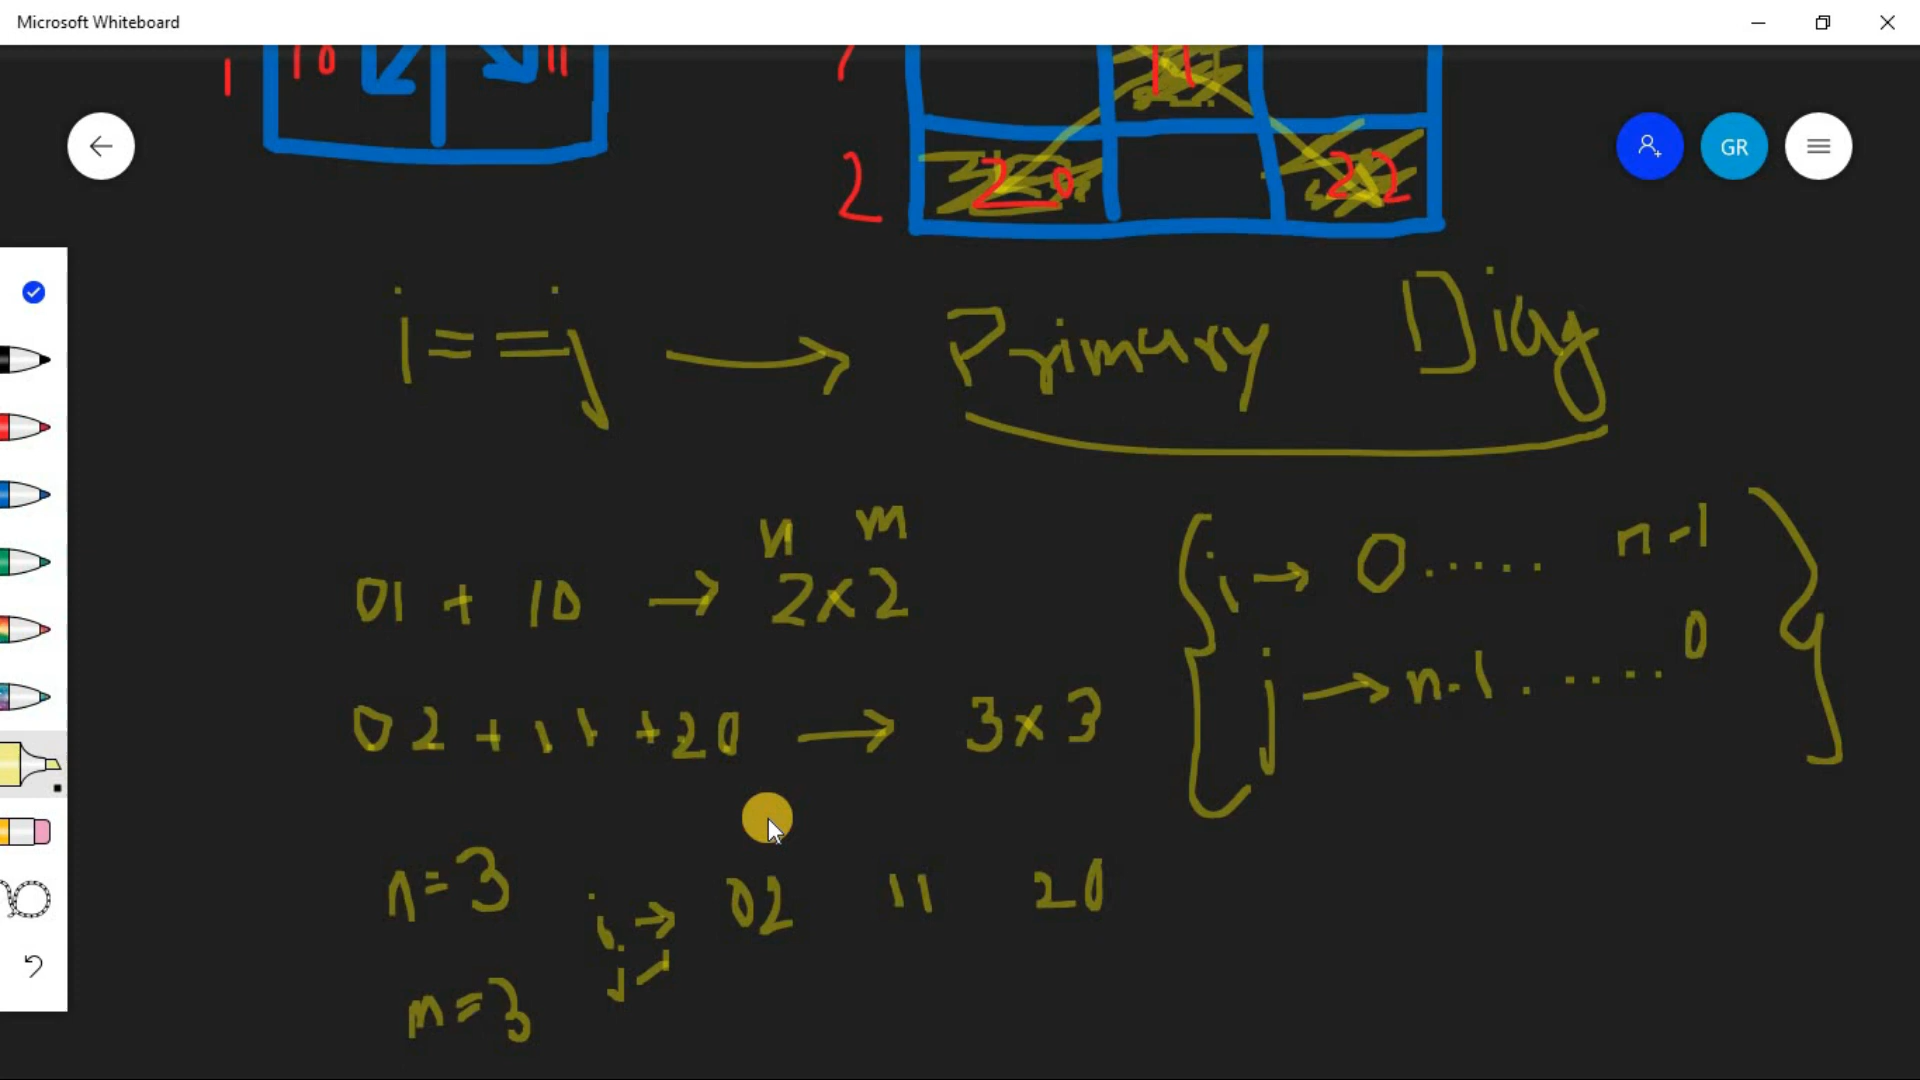 Microsoft Whiteboard
1 10 11
11
2 20 22
GR
i==j → Primary Diag
n m
01 + 10 → 2x2
i → 0..... n-1
j → n-1...... 0
02 + 11 + 20 → 3x3
n=3 i → 02 11 20
j
m=3